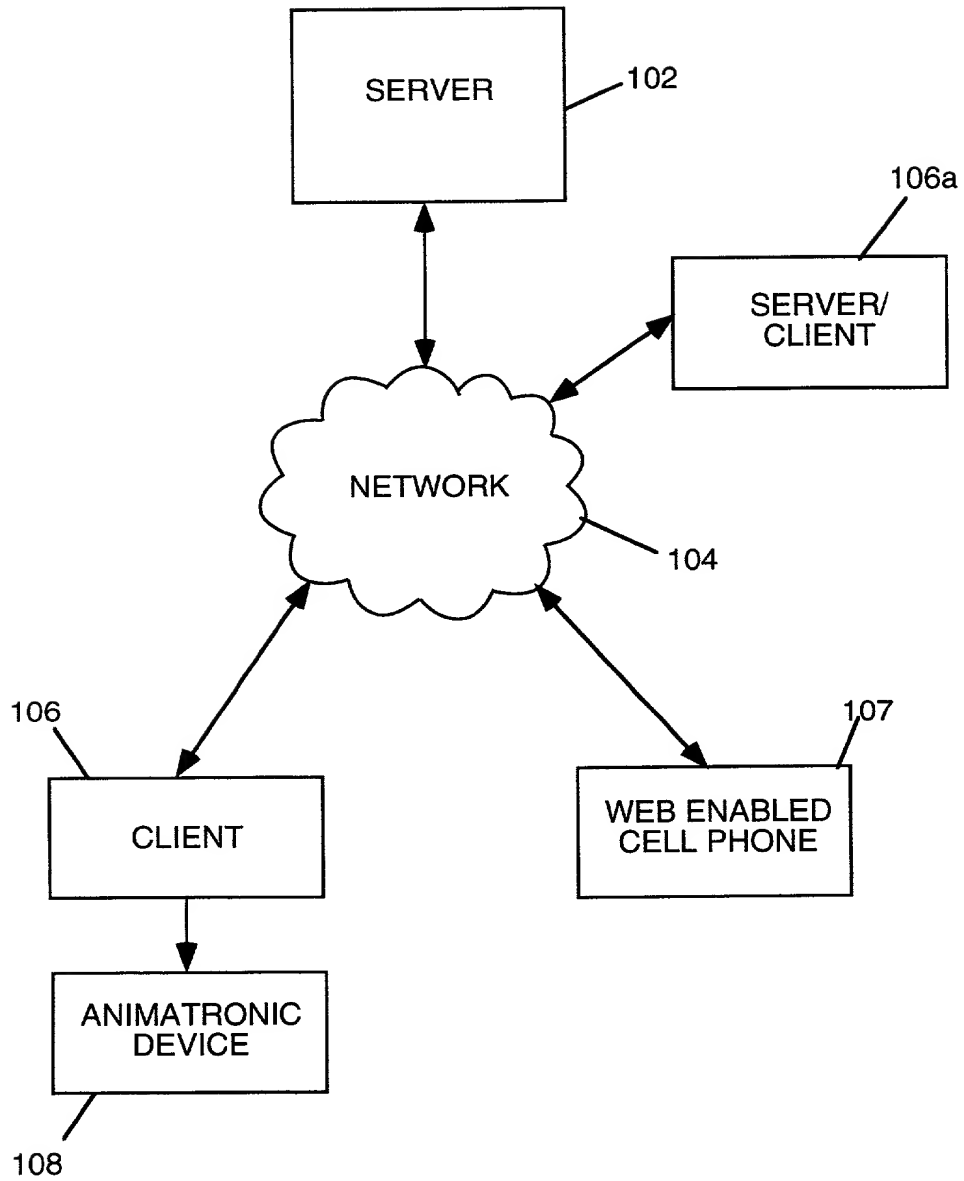 SERVER
102
106a
SERVER/
CLIENT
NETWORK
104
106
107
CLIENT
WEB ENABLED
CELL PHONE
ANIMATRONIC
DEVICE
108